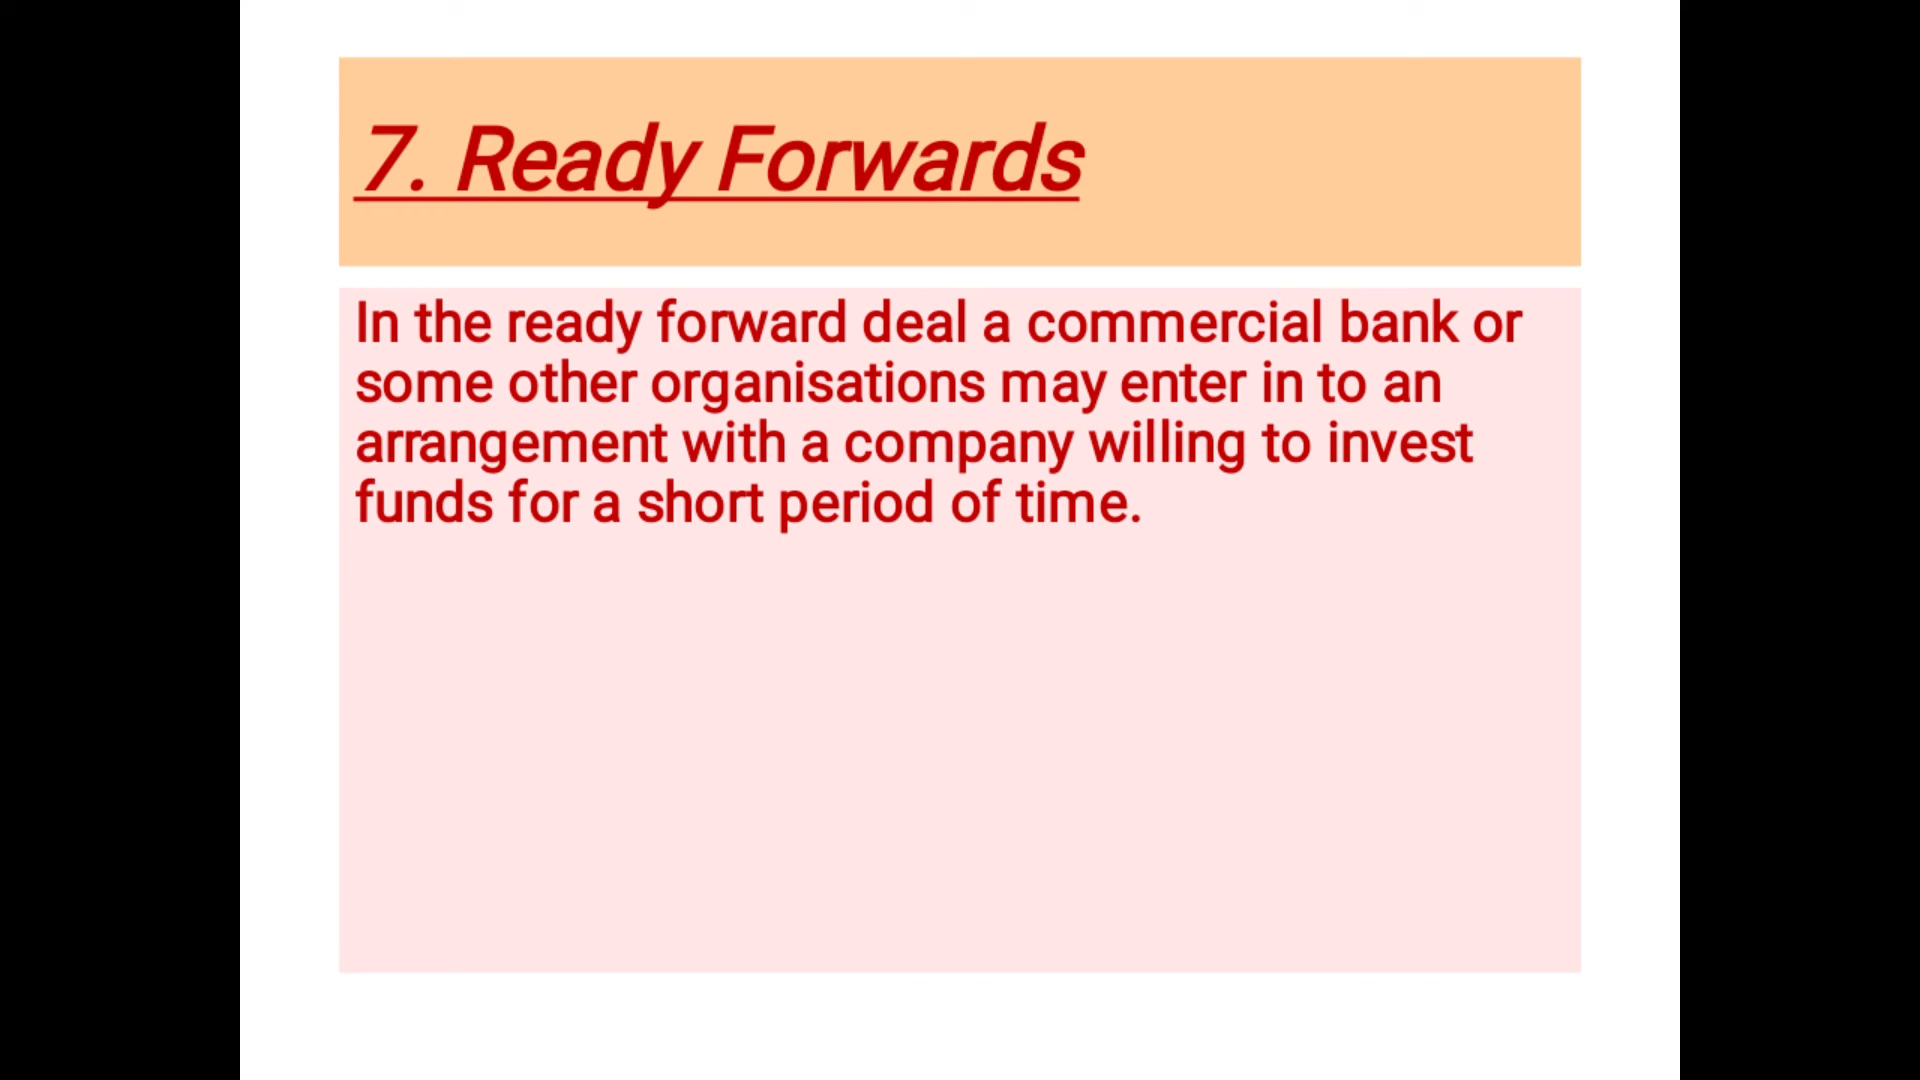 7. Ready Forwards
In the ready forward deal a commercial bank or
some other organisations may enter in to an
arrangement with a company willing to invest
funds for a short period of time.